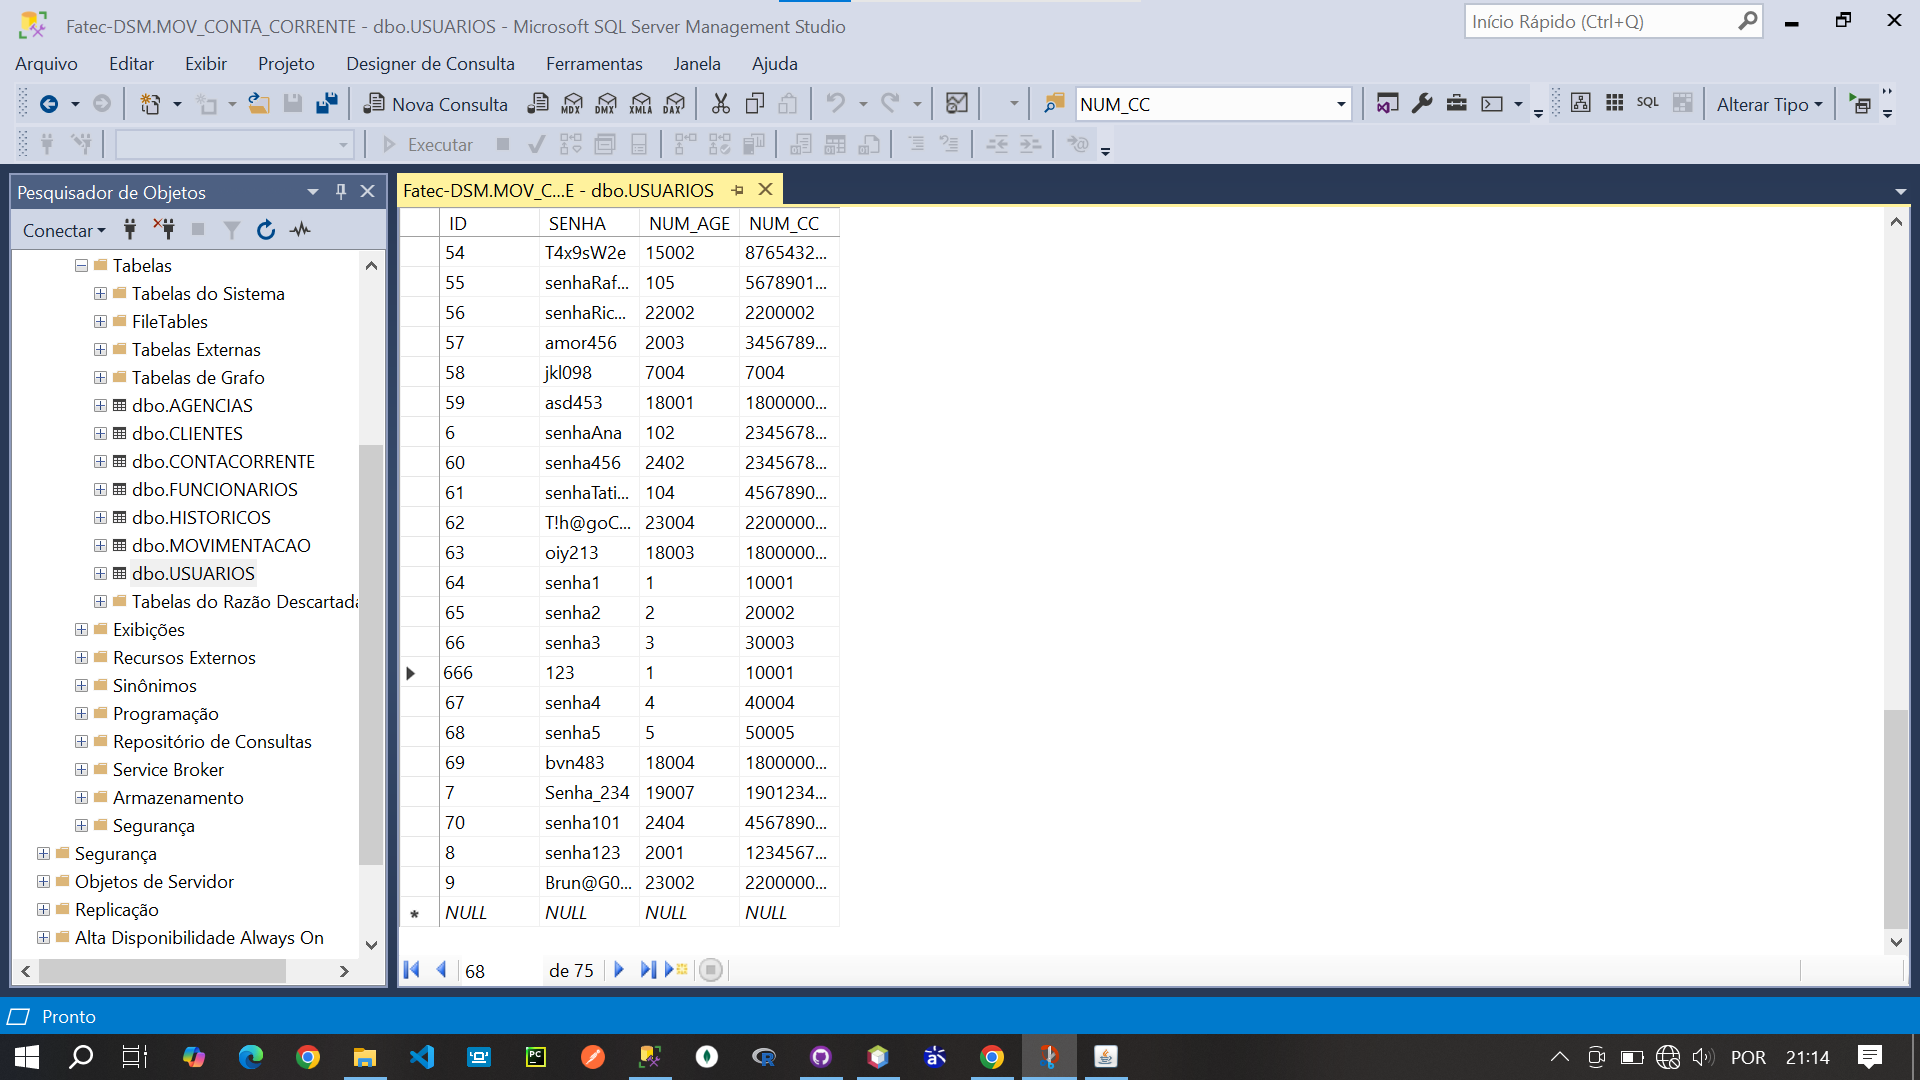 Fatec-DSM.MOV_CONTA_CORRENTE - dbo.USUARIOS - Microsoft SQL Server Management Studio
Início Rápido (Ctrl+Q)
Arquivo Editar Exibir Projeto Designer de Consulta Ferramentas Janela Ajuda
Nova Consulta MDX DMX XMLA DAX NUM_CC SQL Alterar Tipo
Executar
Pesquisador de Objetos
Conectar
Tabelas
Tabelas do Sistema
FileTables
Tabelas Externas
Tabelas de Grafo
dbo.AGENCIAS
dbo.CLIENTES
dbo.CONTACORRENTE
dbo.FUNCIONARIOS
dbo.HISTORICOS
dbo.MOVIMENTACAO
dbo.USUARIOS
Tabelas do Razão Descartada
Exibições
Recursos Externos
Sinônimos
Programação
Repositório de Consultas
Service Broker
Armazenamento
Segurança
Segurança
Objetos de Servidor
Replicação
Alta Disponibilidade Always On
Fatec-DSM.MOV_C...E - dbo.USUARIOS
ID SENHA NUM_AGE NUM_CC
54 T4x9sW2e 15002 8765432...
55 senhaRaf... 105 5678901...
56 senhaRic... 22002 2200002
57 amor456 2003 3456789...
58 jkl098 7004 7004
59 asd453 18001 1800000...
6 senhaAna 102 2345678...
60 senha456 2402 2345678...
61 senhaTati... 104 4567890...
62 T!h@goC... 23004 2200000...
63 oiy213 18003 1800000...
64 senha1 1 10001
65 senha2 2 20002
66 senha3 3 30003
666 123 1 10001
67 senha4 4 40004
68 senha5 5 50005
69 bvn483 18004 1800000...
7 Senha_234 19007 1901234...
70 senha101 2404 4567890...
8 senha123 2001 1234567...
9 Brun@G0... 23002 2200000...
NULL NULL NULL NULL
68 de 75
Pronto
PC R POR 21:14